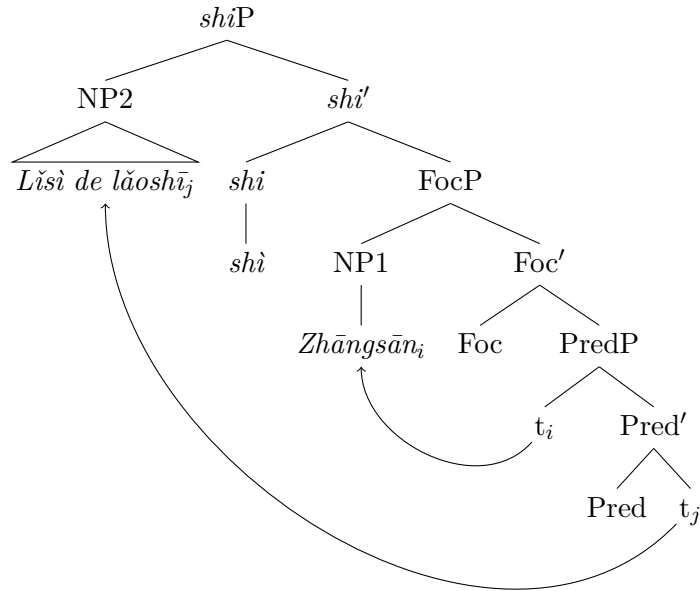 shiP
NP2 shi′
Lǐsì de lǎoshī_j shi FocP
shì NP1 Foc′
Zhāngsān_i Foc PredP
t_i Pred′
Pred t_j